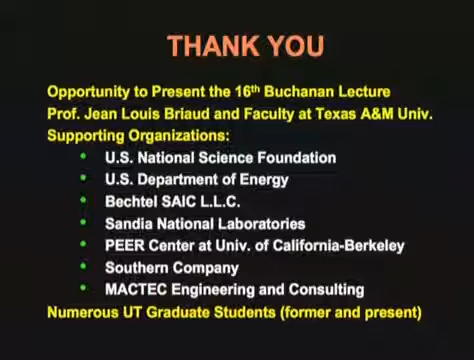 THANK YOU
Opportunity to Present the 16th Buchanan Lecture
Prof. Jean Louis Briaud and Faculty at Texas A&M Univ.
Supporting Organizations:
• U.S. National Science Foundation
• U.S. Department of Energy
• Bechtel SAIC L.L.C.
• Sandia National Laboratories
• PEER Center at Univ. of California-Berkeley
• Southern Company
• MACTEC Engineering and Consulting
Numerous UT Graduate Students (former and present)